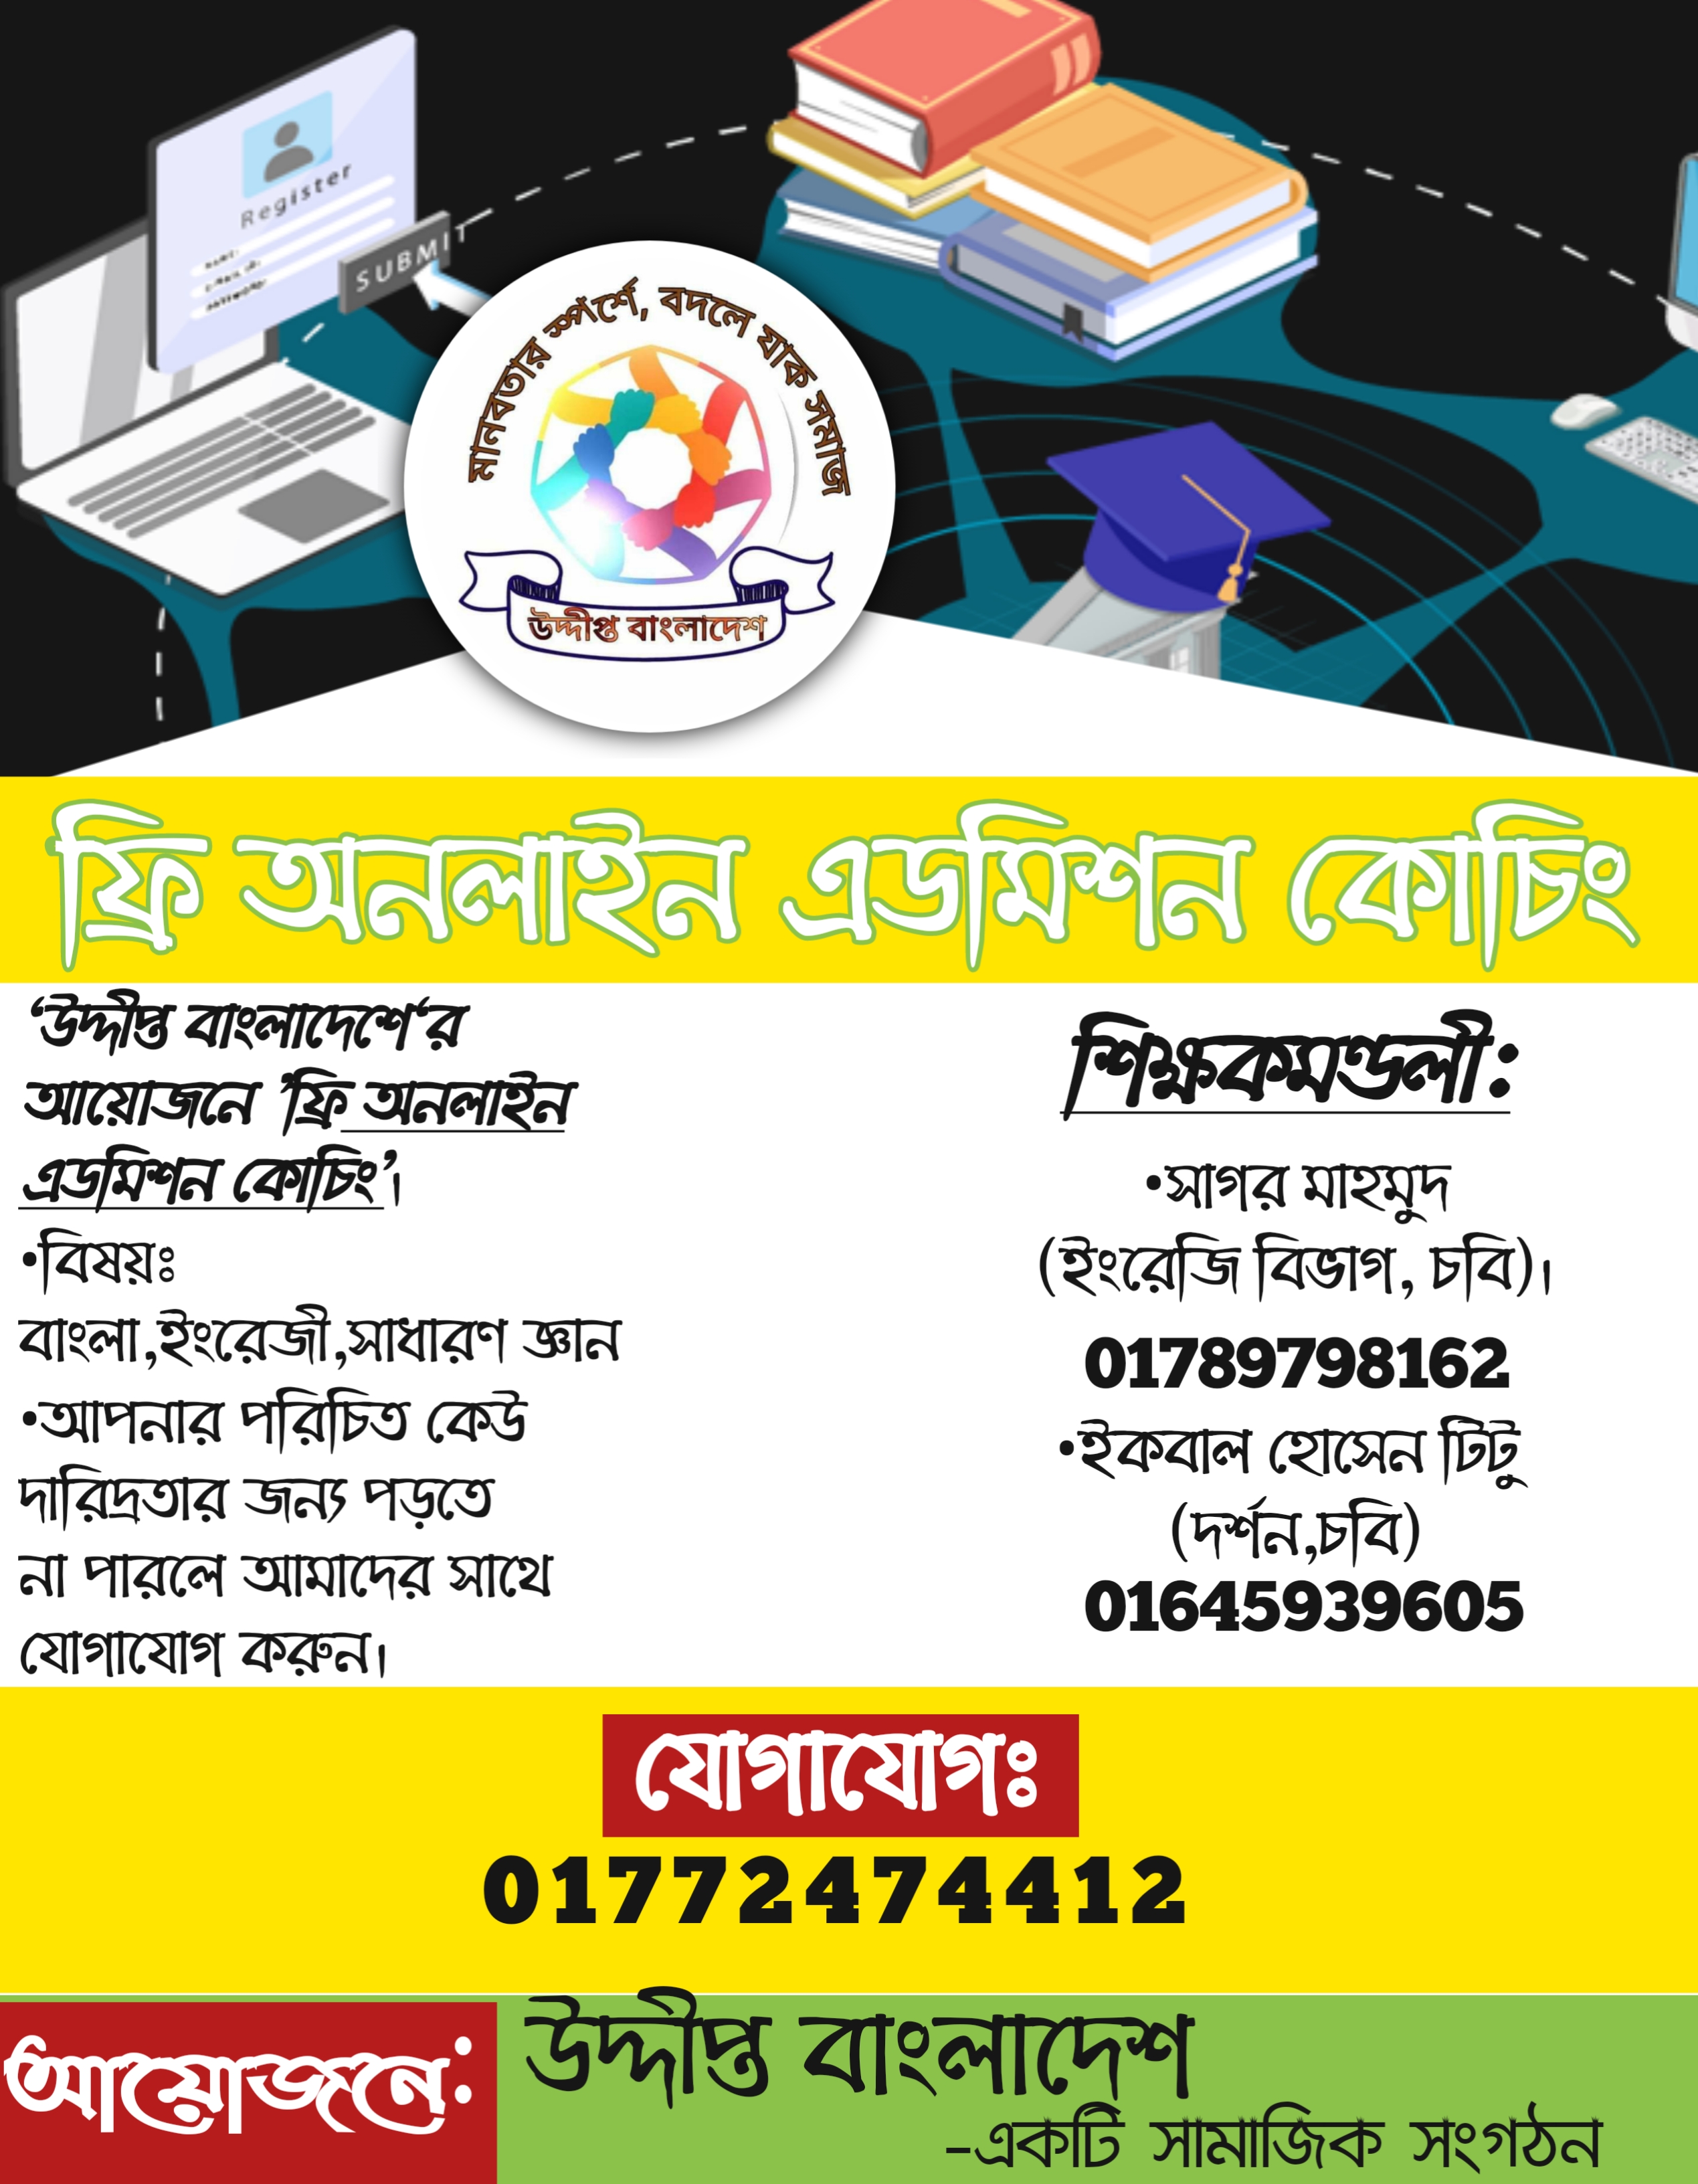 Register
SUBMIT
মানবতার স্পর্শে, বদলে যাক সমাজ
উদ্দীপ্ত বাংলাদেশ
ফ্রি অনলাইন এডমিশন কোচিং
‘উদ্দীপ্ত বাংলাদেশে‘র
আয়োজনে 'ফ্রি অনলাইন
এডমিশন কোচিং’।
•বিষয়ঃ
বাংলা,ইংরেজী,সাধারণ জ্ঞান
•আপনার পরিচিত কেউ
দারিদ্রতার জন্য পড়তে
না পারলে আমাদের সাথে
যোগাযোগ করুন।
শিক্ষকমণ্ডলী:
•সাগর মাহমুদ
(ইংরেজি বিভাগ, চবি)।
01789798162
•ইকবাল হোসেন টিটু
(দর্শন,চবি)
01645939605
যোগাযোগঃ
01772474412
আয়োজনে:
উদ্দীপ্ত বাংলাদেশ
-একটি সামাজিক সংগঠন